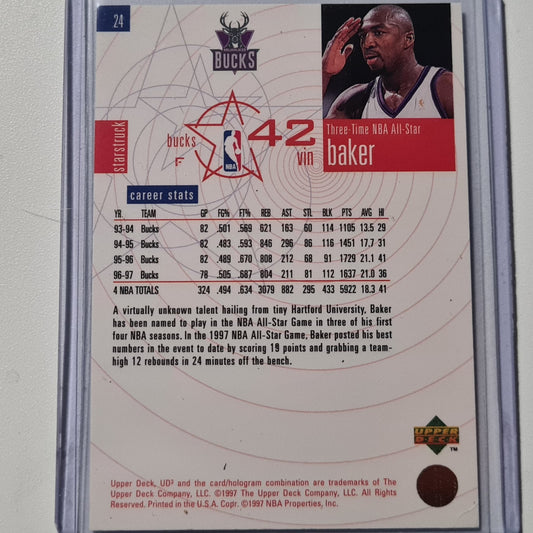 24
MILWAUKEE
BUCKS
starstruck
bucks
F
NBA
42
vin
Three-Time NBA All-Star
baker
career stats
YR. TEAM GP FG% FT% REB AST STL BLK PTS AVG HI
93-94 Bucks 82 .501 .569 621 163 60 114 1105 13.5 29
94-95 Bucks 82 .483 .593 846 296 86 116 1451 17.7 31
95-96 Bucks 82 .489 .670 808 212 68 91 1729 21.1 41
96-97 Bucks 78 .505 .687 804 211 81 112 1637 21.0 36
4 NBA TOTALS 324 .494 .634 3079 882 295 433 5922 18.3 41
A virtually unknown talent hailing from tiny Hartford University, Baker
has been named to play in the NBA All-Star Game in three of his first
four NBA seasons. In the 1997 NBA All-Star Game, Baker posted his best
numbers in the event to date by scoring 19 points and grabbing a team-
high 12 rebounds in 24 minutes off the bench.
UPPER
DECK
TM
Upper Deck, UD³ and the card/hologram combination are trademarks of The
The Upper Deck Company, LLC. ©1997 The Upper Deck Company, LLC. All Rights
Reserved. Printed in the U.S.A. Copr. ©1997 NBA Properties, Inc.